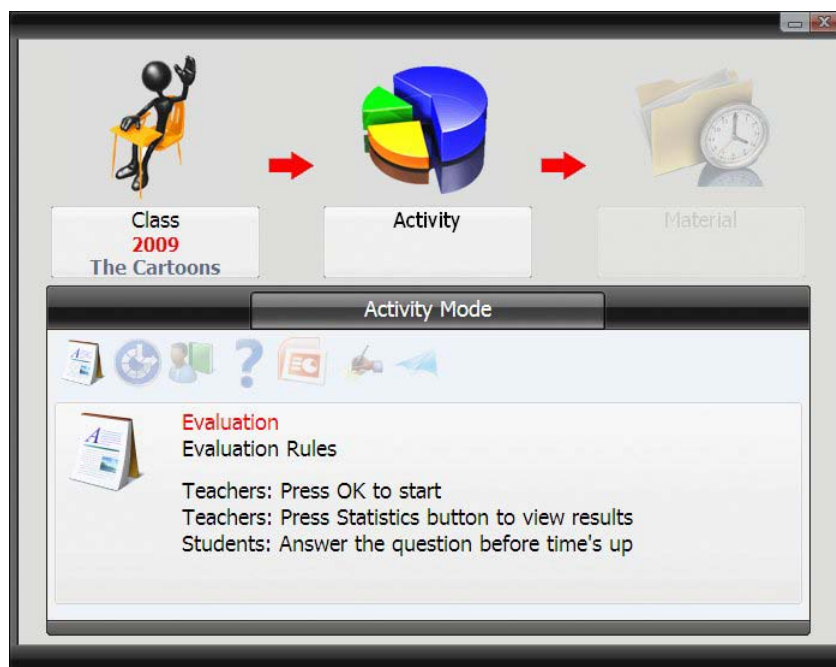 Class
2009
The Cartoons
Activity
Material
Activity Mode
Evaluation
Evaluation Rules
Teachers: Press OK to start
Teachers: Press Statistics button to view results
Students: Answer the question before time's up